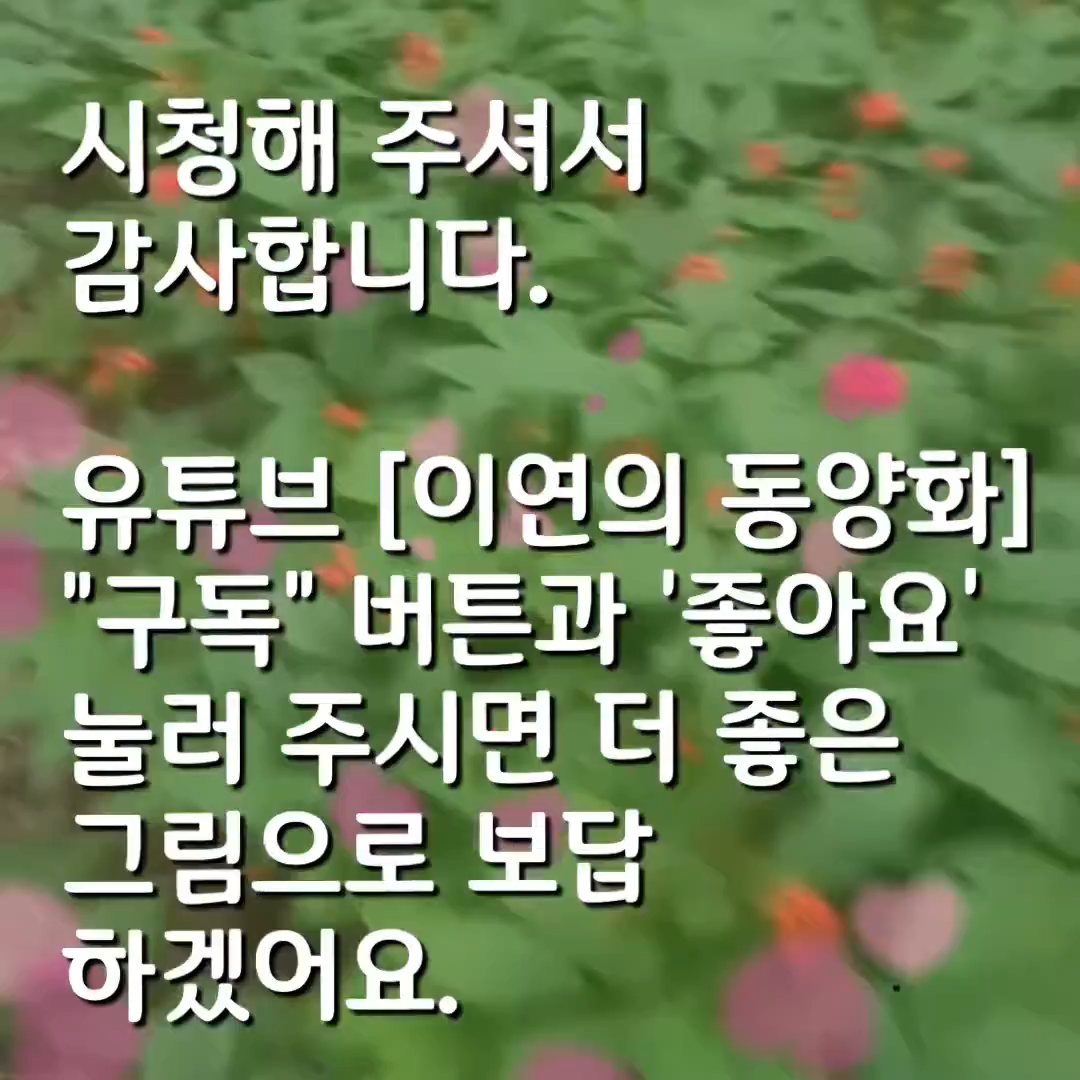 시청해 주셔서
감사합니다.
유튜브 [이연의 동양화]
"구독" 버튼과 '좋아요'
눌러 주시면 더 좋은
그림으로 보답
하겠어요.